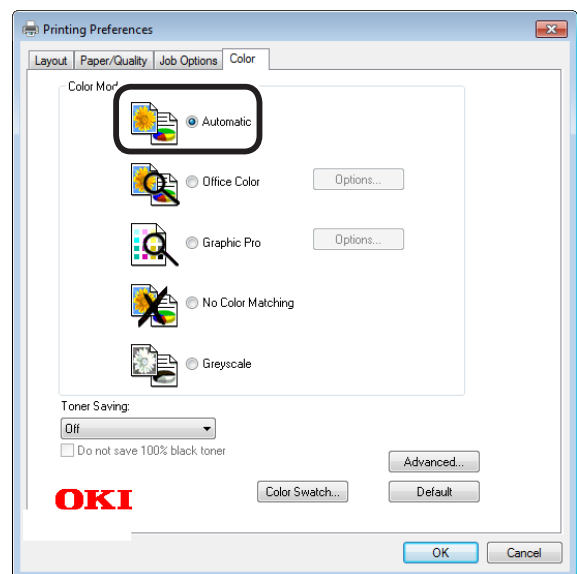 Printing Preferences
Layout Paper/Quality Job Options Color
Color Mod
Automatic
Office Color Options...
Graphic Pro Options...
No Color Matching
Greyscale
Toner Saving:
Off
Do not save 100% black toner
Advanced...
OKI Color Swatch... Default
OK Cancel